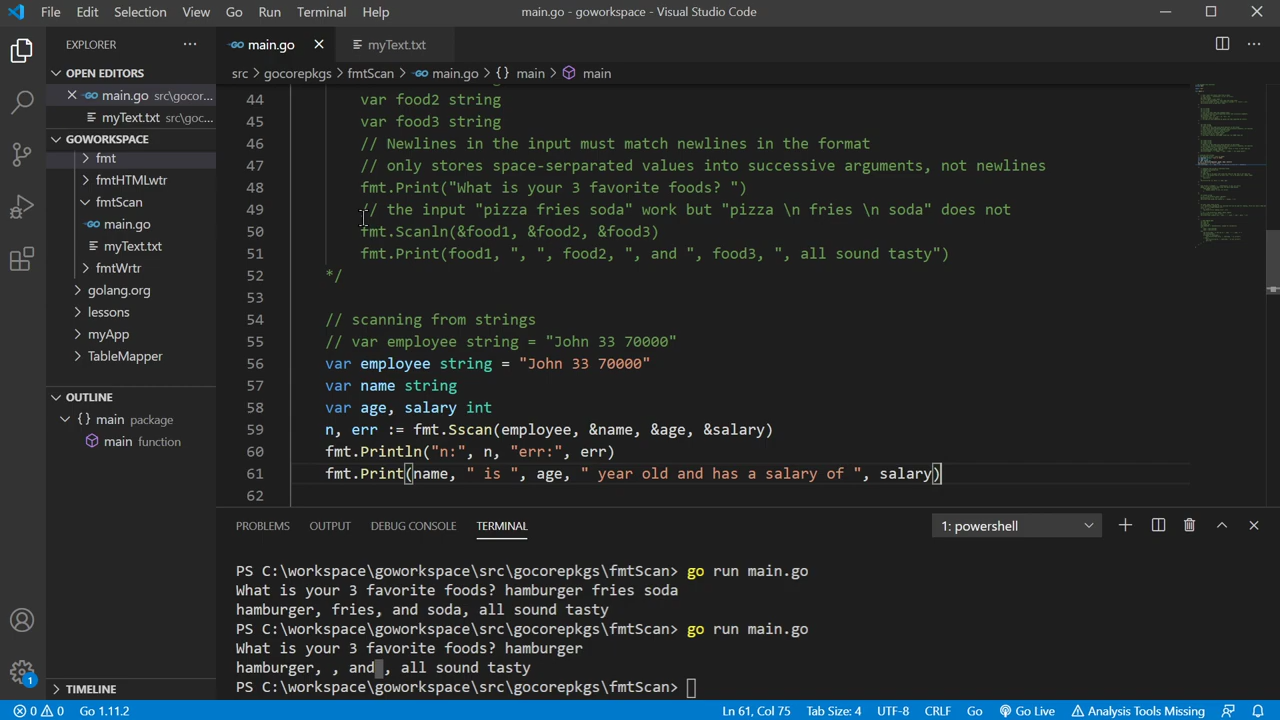 File Edit Selection View Go Run Terminal Help main.go - goworkspace - Visual Studio Code
EXPLORER
main.go
myText.txt
OPEN EDITORS
main.go src\gocor...
myText.txt src\goc...
GOWORKSPACE
fmt
fmtHTMLwtr
fmtScan
main.go
myText.txt
fmtWrtr
golang.org
lessons
myApp
TableMapper
OUTLINE
{ } main package
main function
TIMELINE
src > gocorepkgs > fmtScan > main.go > { } main > main
44 var food2 string
45 var food3 string
46 // Newlines in the input must match newlines in the format
47 // only stores space-serparated values into successive arguments, not newlines
48 fmt.Print("What is your 3 favorite foods? ")
49 // the input "pizza fries soda" work but "pizza \n fries \n soda" does not
50 fmt.Scanln(&food1, &food2, &food3)
51 fmt.Print(food1, ", ", food2, ", and ", food3, ", all sound tasty")
52 */
53
54 // scanning from strings
55 // var employee string = "John 33 70000"
56 var employee string = "John 33 70000"
57 var name string
58 var age, salary int
59 n, err := fmt.Sscan(employee, &name, &age, &salary)
60 fmt.Println("n:", n, "err:", err)
61 fmt.Print(name, " is ", age, " year old and has a salary of ", salary)
62
PROBLEMS OUTPUT DEBUG CONSOLE TERMINAL 1: powershell
PS C:\workspace\goworkspace\src\gocorepkgs\fmtScan> go run main.go
What is your 3 favorite foods? hamburger fries soda
hamburger, fries, and soda, all sound tasty
PS C:\workspace\goworkspace\src\gocorepkgs\fmtScan> go run main.go
What is your 3 favorite foods? hamburger
hamburger, , and , all sound tasty
PS C:\workspace\goworkspace\src\gocorepkgs\fmtScan>
1
0 0 Go 1.11.2 Ln 61, Col 75 Tab Size: 4 UTF-8 CRLF Go Go Live Analysis Tools Missing